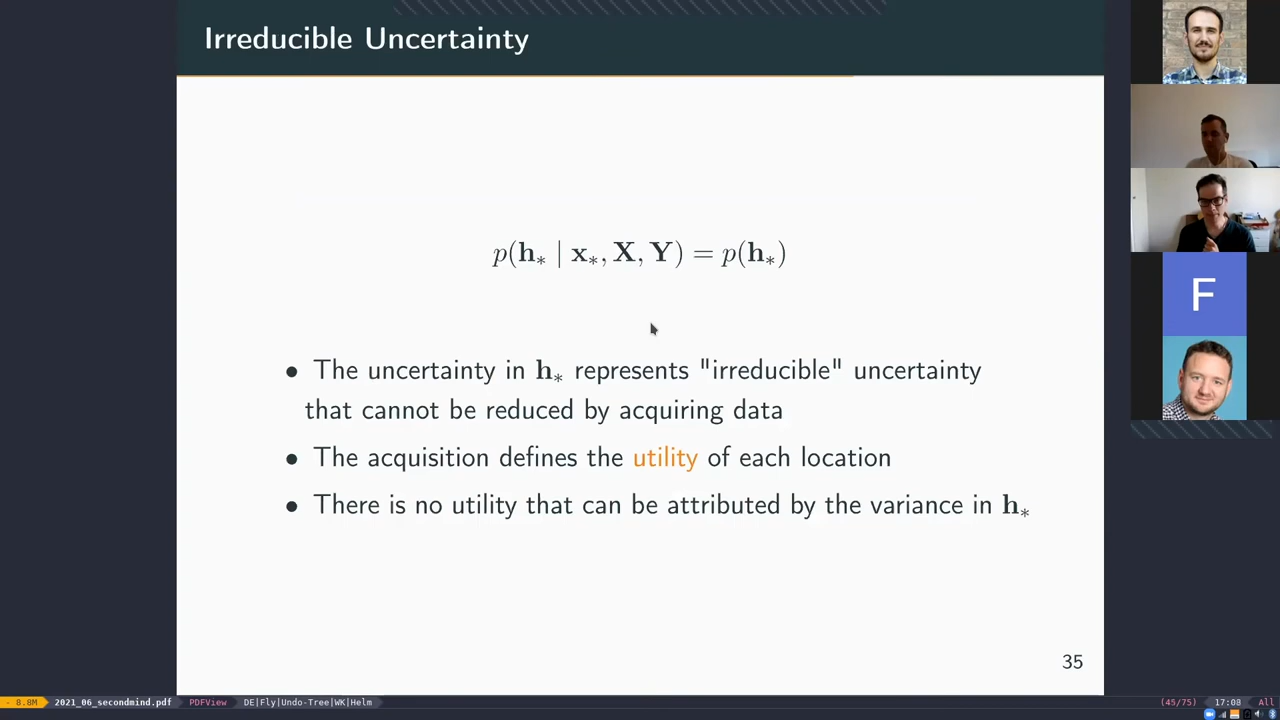 Irreducible Uncertainty
p(h∗ | x∗, X, Y) = p(h∗)
• The uncertainty in h∗ represents "irreducible" uncertainty
that cannot be reduced by acquiring data
• The acquisition defines the utility of each location
• There is no utility that can be attributed by the variance in h∗
35
F
- 8.8M 2021_06_secondmind.pdf PDFView DE|Fly|Undo-Tree|WK|Helm (45/75) 17:08 All